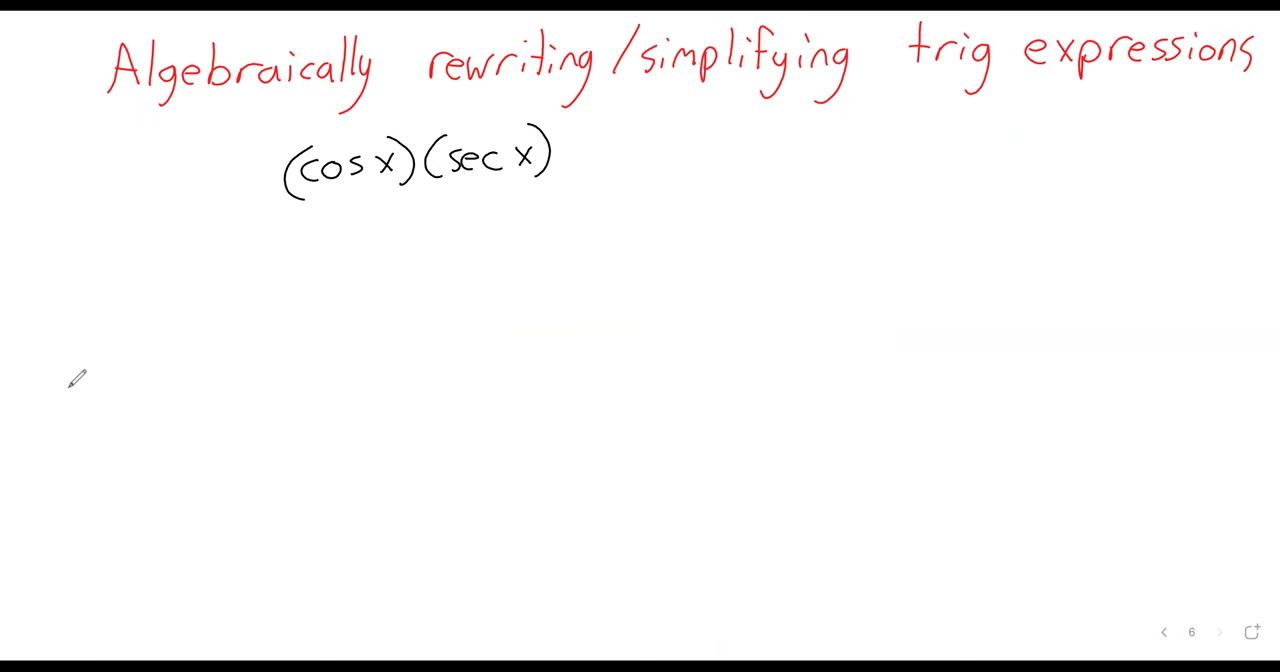 Algebraically rewriting/simplifying trig expressions
(cos x)(sec x)
6